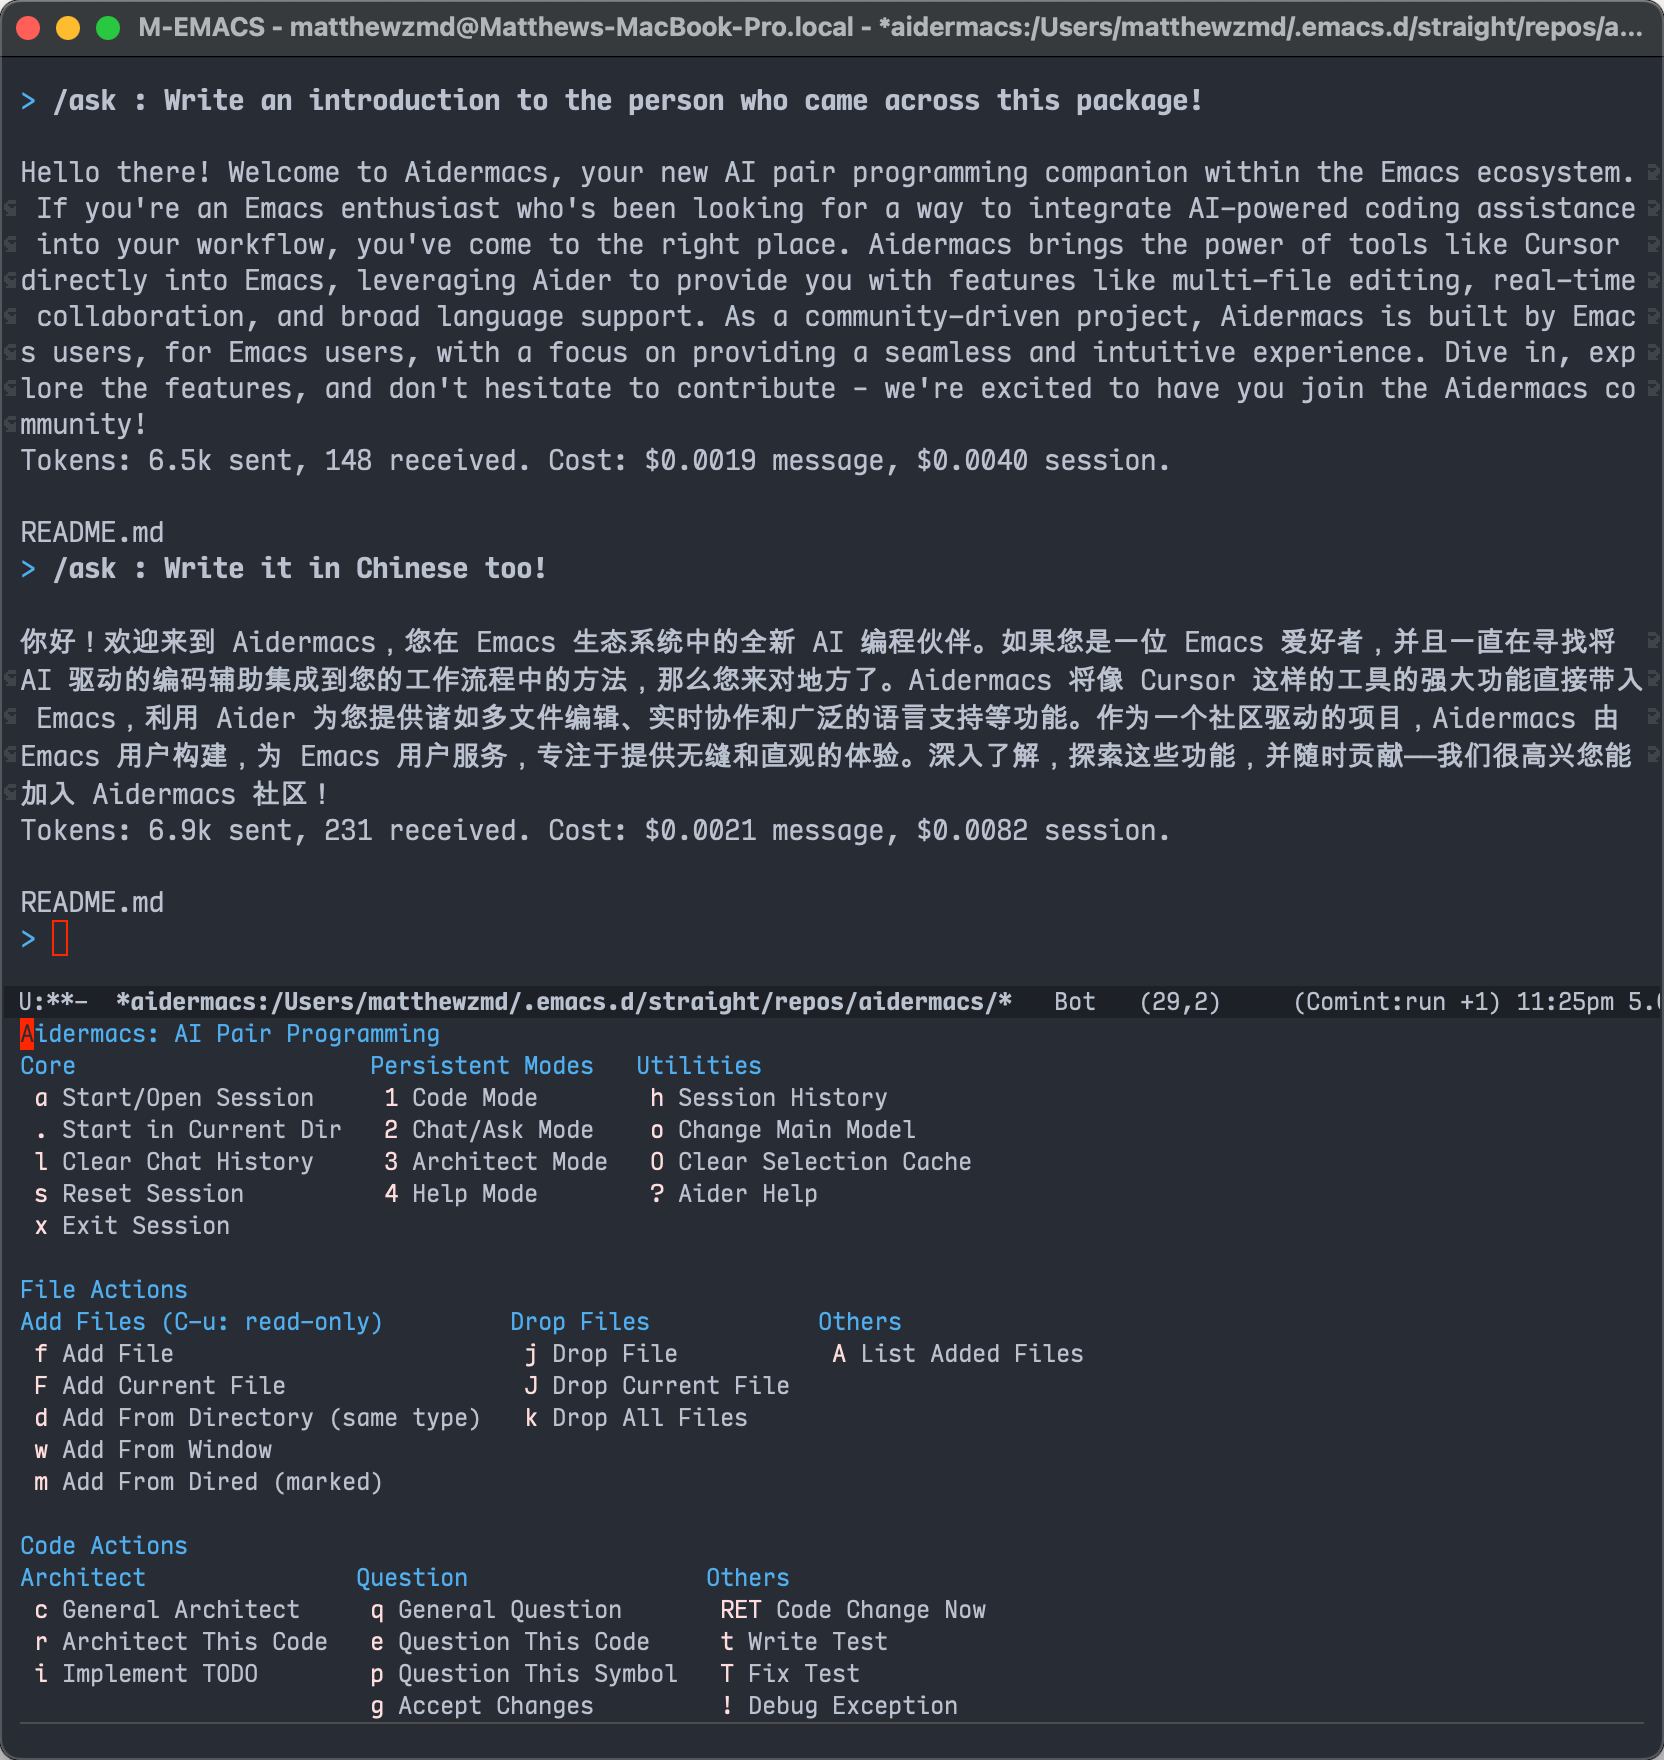 M-EMACS - matthewzmd@Matthews-MacBook-Pro.local - *aidermacs:/Users/matthewzmd/.emacs.d/straight/repos/a...
> /ask : Write an introduction to the person who came across this package!
Hello there! Welcome to Aidermacs, your new AI pair programming companion within the Emacs ecosystem.
If you're an Emacs enthusiast who's been looking for a way to integrate AI-powered coding assistance
into your workflow, you've come to the right place. Aidermacs brings the power of tools like Cursor
directly into Emacs, leveraging Aider to provide you with features like multi-file editing, real-time
collaboration, and broad language support. As a community-driven project, Aidermacs is built by Emac
s users, for Emacs users, with a focus on providing a seamless and intuitive experience. Dive in, exp
lore the features, and don't hesitate to contribute - we're excited to have you join the Aidermacs co
mmunity!
Tokens: 6.5k sent, 148 received. Cost: $0.0019 message, $0.0040 session.
README.md
> /ask : Write it in Chinese too!
你好！欢迎来到 Aidermacs，您在 Emacs 生态系统中的全新 AI 编程伙伴。如果您是一位 Emacs 爱好者，并且一直在寻找将
AI 驱动的编码辅助集成到您的工作流程中的方法，那么您来对地方了。Aidermacs 将像 Cursor 这样的工具的强大功能直接带入
Emacs，利用 Aider 为您提供诸如多文件编辑、实时协作和广泛的语言支持等功能。作为一个社区驱动的项目，Aidermacs 由
Emacs 用户构建，为 Emacs 用户服务，专注于提供无缝和直观的体验。深入了解，探索这些功能，并随时贡献——我们很高兴您能
加入 Aidermacs 社区！
Tokens: 6.9k sent, 231 received. Cost: $0.0021 message, $0.0082 session.
README.md
>
U:**-  *aidermacs:/Users/matthewzmd/.emacs.d/straight/repos/aidermacs/*   Bot   (29,2)   (Comint:run +1) 11:25pm 5.
Aidermacs: AI Pair Programming
Core   Persistent Modes   Utilities
a Start/Open Session   1 Code Mode   h Session History
. Start in Current Dir   2 Chat/Ask Mode   o Change Main Model
l Clear Chat History   3 Architect Mode   O Clear Selection Cache
s Reset Session   4 Help Mode   ? Aider Help
x Exit Session
File Actions
Add Files (C-u: read-only)   Drop Files   Others
f Add File   j Drop File   A List Added Files
F Add Current File   J Drop Current File
d Add From Directory (same type)   k Drop All Files
w Add From Window
m Add From Dired (marked)
Code Actions
Architect   Question   Others
c General Architect   q General Question   RET Code Change Now
r Architect This Code   e Question This Code   t Write Test
i Implement TODO   p Question This Symbol   T Fix Test
g Accept Changes   ! Debug Exception